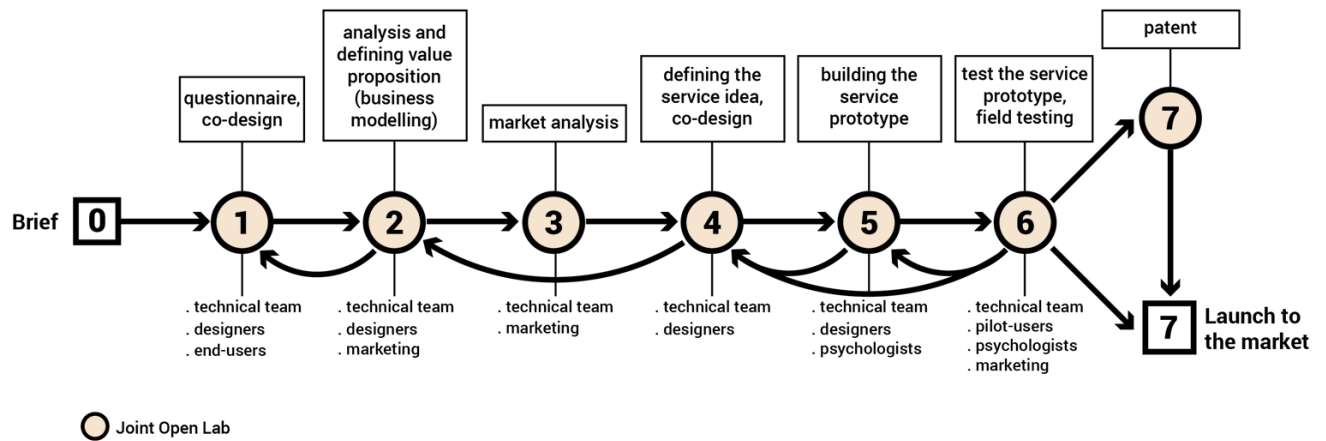 patent
analysis and
defining value
proposition
(business
modelling)
questionnaire,
co-design
market analysis
defining the
service idea,
co-design
building the
service
prototype
test the service
prototype,
field testing
7
Brief
0
1
2
3
4
5
6
. technical team
. designers
. end-users
. technical team
. designers
. marketing
. technical team
. marketing
. technical team
. designers
. technical team
. designers
. psychologists
. technical team
. pilot-users
. psychologists
. marketing
7
Launch to
the market
Joint Open Lab